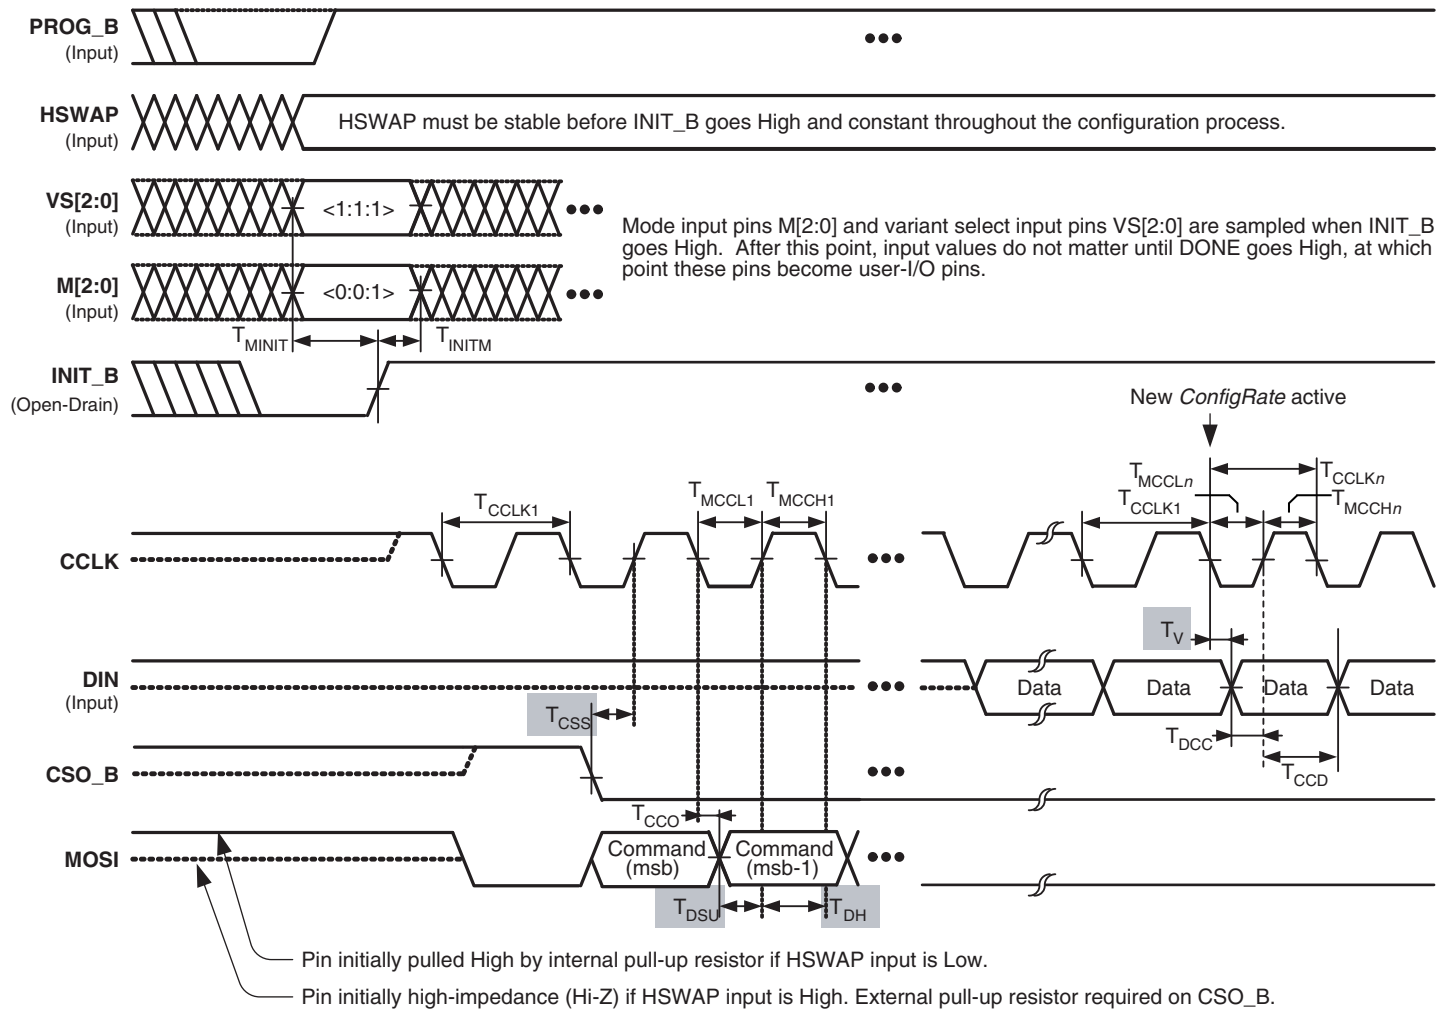 PROG_B
(Input)
HSWAP
(Input)
HSWAP must be stable before INIT_B goes High and constant throughout the configuration process.
VS[2:0]
(Input)
<1:1:1>
Mode input pins M[2:0] and variant select input pins VS[2:0] are sampled when INIT_B
goes High. After this point, input values do not matter until DONE goes High, at which
point these pins become user-I/O pins.
M[2:0]
(Input)
<0:0:1>
TMINIT
TINITM
INIT_B
(Open-Drain)
New ConfigRate active
TCCLK1
TMCCL1
TMCCH1
TMCCLn
TCCLK1
TCCLKn
TMCCHn
CCLK
TV
DIN
(Input)
Data
Data
Data
Data
TCSS
TDCC
TCCD
CSO_B
TCCO
MOSI
Command
(msb)
Command
(msb-1)
TDSU
TDH
Pin initially pulled High by internal pull-up resistor if HSWAP input is Low.
Pin initially high-impedance (Hi-Z) if HSWAP input is High. External pull-up resistor required on CSO_B.